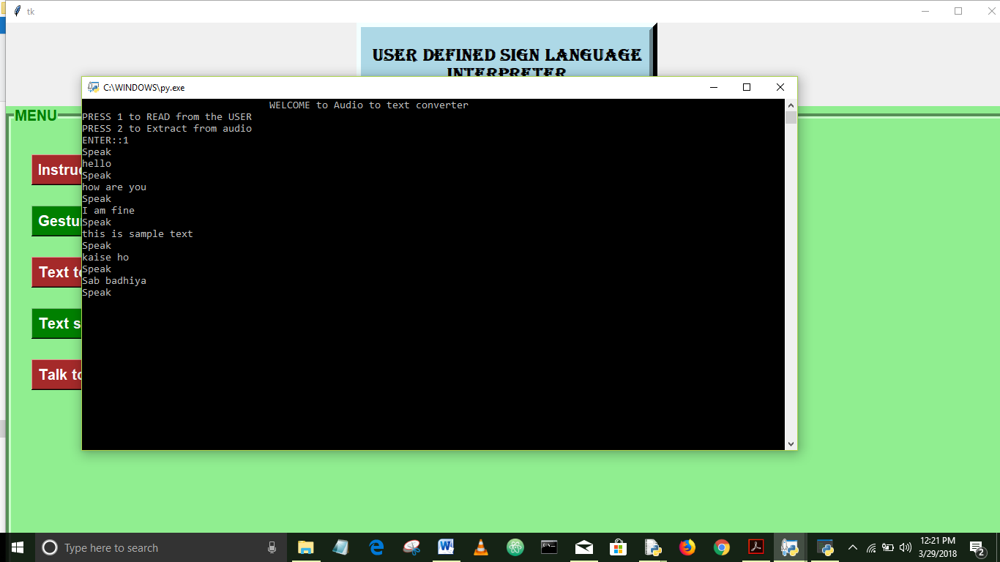 tk
USER DEFINED SIGN LANGUAGE
INTERPRETER
C:\WINDOWS\py.exe
WELCOME to Audio to text converter
MENU
PRESS 1 to READ from the USER
PRESS 2 to Extract from audio
ENTER::1
Speak
hello
Speak
how are you
Speak
I am fine
Speak
this is sample text
Speak
kaise ho
Speak
Sab badhiya
Speak
Instru
Gestu
Text t
Text s
Talk to
Type here to search
12:21 PM
3/29/2018
2